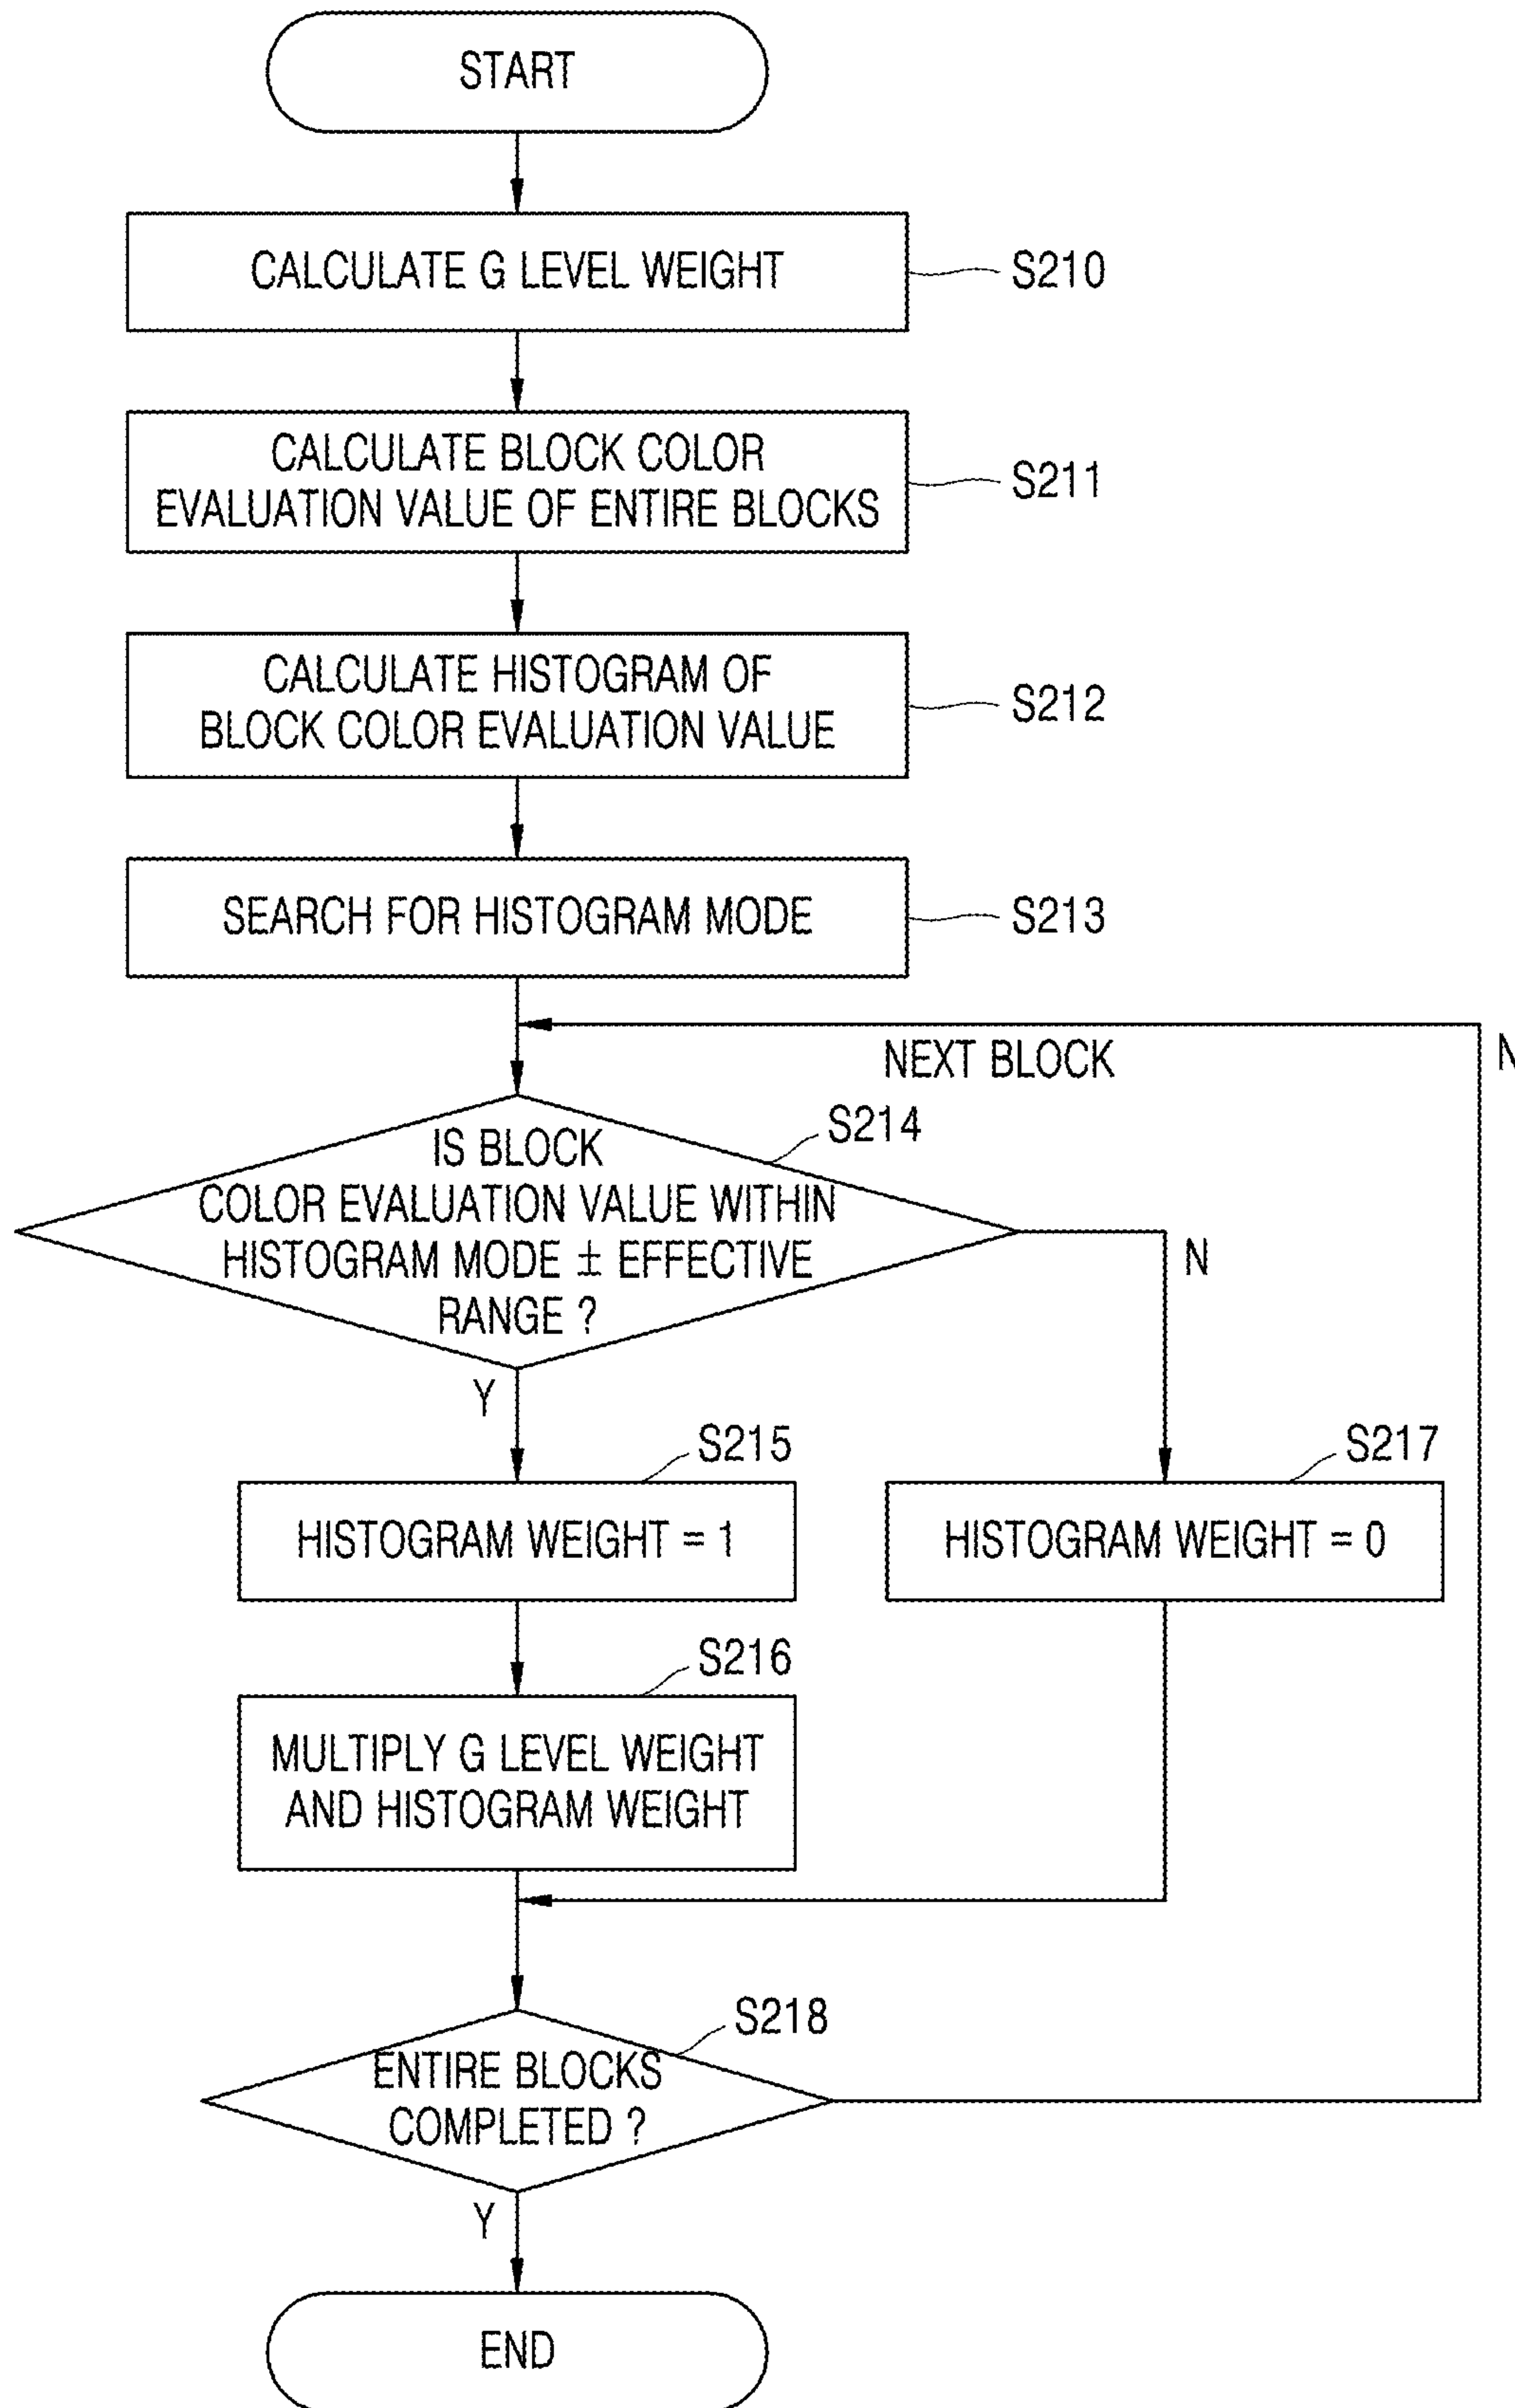 START
CALCULATE G LEVEL WEIGHT
S210
CALCULATE BLOCK COLOR
EVALUATION VALUE OF ENTIRE BLOCKS
S211
CALCULATE HISTOGRAM OF
BLOCK COLOR EVALUATION VALUE
S212
SEARCH FOR HISTOGRAM MODE
S213
NEXT BLOCK
N
S214
IS BLOCK
COLOR EVALUATION VALUE WITHIN
HISTOGRAM MODE ± EFFECTIVE
RANGE ?
N
Y
S215
HISTOGRAM WEIGHT = 1
S217
HISTOGRAM WEIGHT = 0
S216
MULTIPLY G LEVEL WEIGHT
AND HISTOGRAM WEIGHT
S218
ENTIRE BLOCKS
COMPLETED ?
Y
END